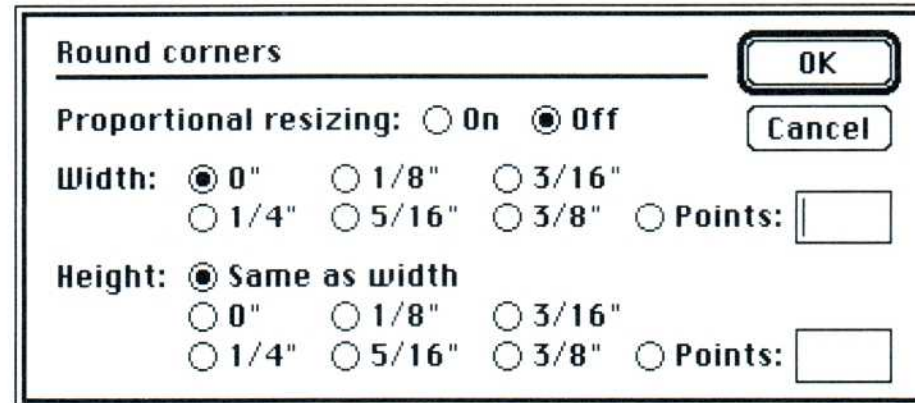 Round corners
OK
Proportional resizing: On Off
Cancel
Width: 0" 1/8" 3/16"
1/4" 5/16" 3/8" Points:
Height: Same as width
0" 1/8" 3/16"
1/4" 5/16" 3/8" Points: